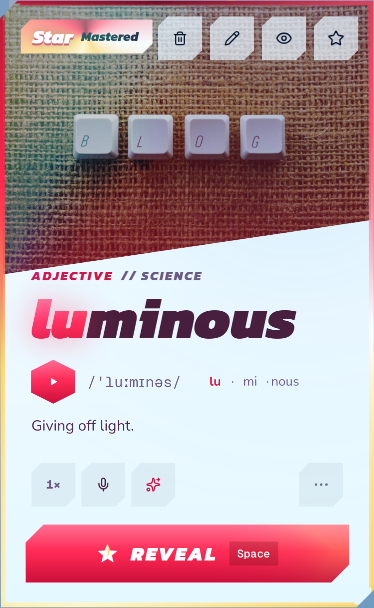 Star Mastered
B L O G
ADJECTIVE // SCIENCE
luminous
/ˈluːmɪnəs/ lu · mi · nous
Giving off light.
1×
REVEAL Space